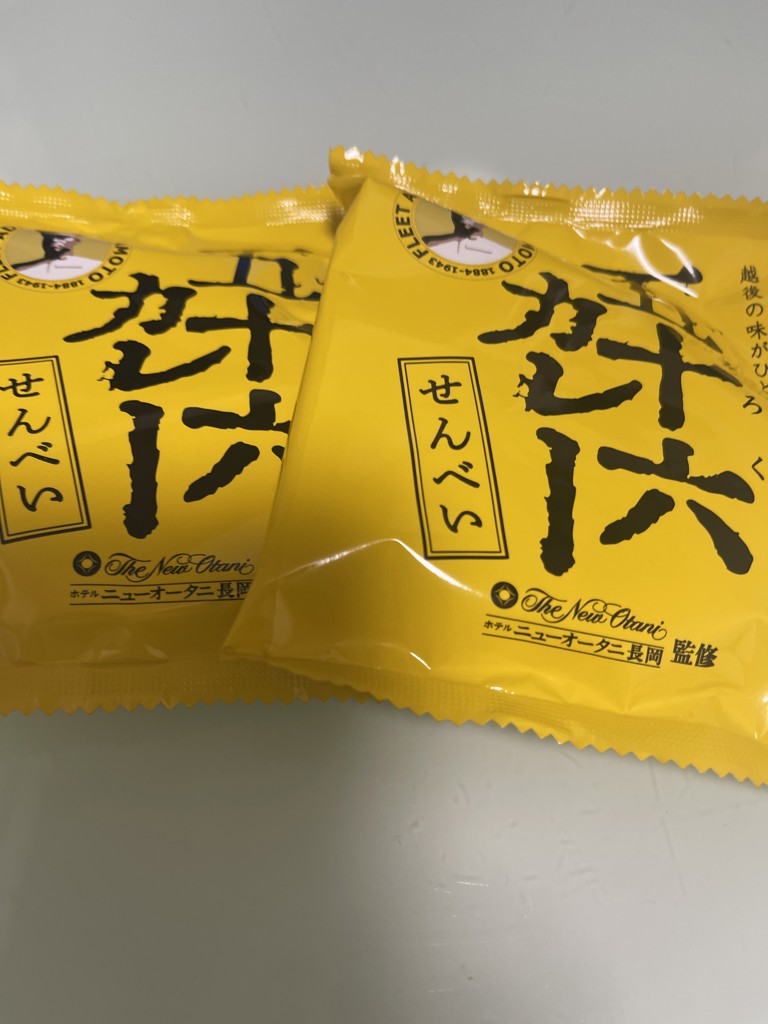 MOTO 1884-1943 FLEET AD
五十六
カレー
せんべい
The New Otani
ホテル ニューオータニ 長岡
MOTO 1884-1943 FLEET A
越後の味がひろく
五十六
カレー
せんべい
The New Otani
ホテル ニューオータニ 長岡 監修